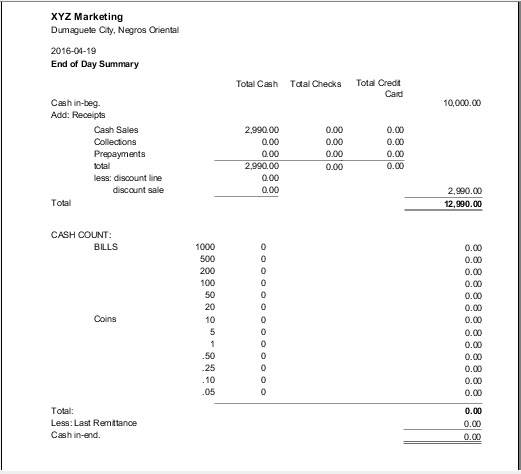 XYZ Marketing
Dumaguete City, Negros Oriental
2016-04-19
End of Day Summary
Total Cash Total Checks Total Credit Card
Cash in-beg. 10,000.00
Add: Receipts
Cash Sales 2,990.00 0.00 0.00
Collections 0.00 0.00 0.00
Prepayments 0.00 0.00 0.00
total 2,990.00 0.00 0.00
less: discount line 0.00
discount sale 0.00 2,990.00
Total 12,990.00
CASH COUNT:
BILLS 1000 0 0.00
500 0 0.00
200 0 0.00
100 0 0.00
50 0 0.00
20 0 0.00
Coins 10 0 0.00
5 0 0.00
1 0 0.00
.50 0 0.00
.25 0 0.00
.10 0 0.00
.05 0 0.00
Total: 0.00
Less: Last Remittance 0.00
Cash in-end. 0.00